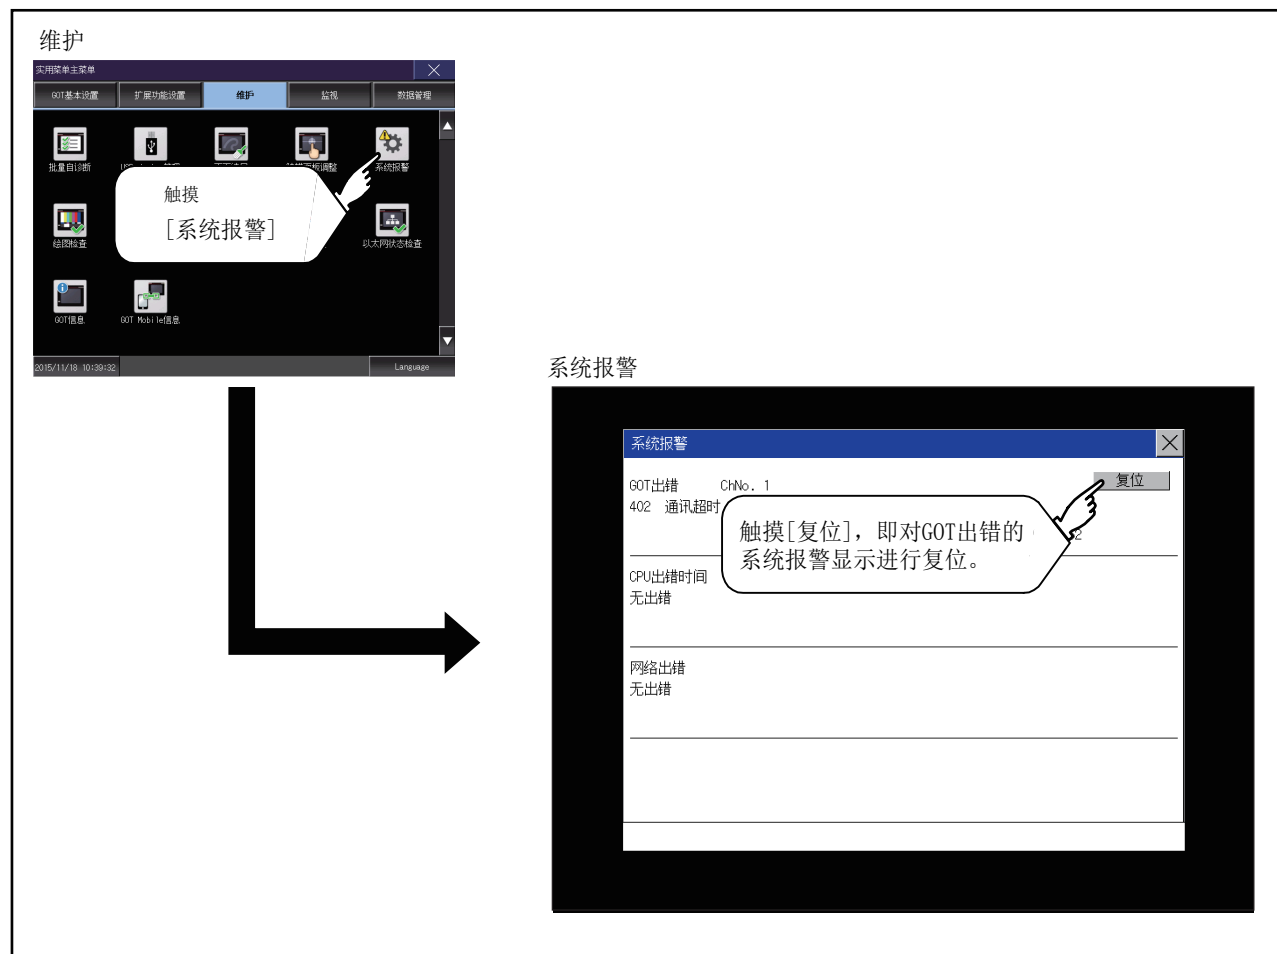 维护
实用菜单主菜单
GOT基本设置 扩展功能设置 维护 监视 数据管理
批量自诊断 系统报警
触摸
[系统报警]
绘图检查 以太网状态检查
GOT信息 GOT Mobile信息
2015/11/18 10:39:32 Language
系统报警
系统报警
GOT出错 ChNo. 1 复位
402 通讯超时
触摸[复位]，即对GOT出错的
系统报警显示进行复位。
CPU出错时间
无出错
网络出错
无出错